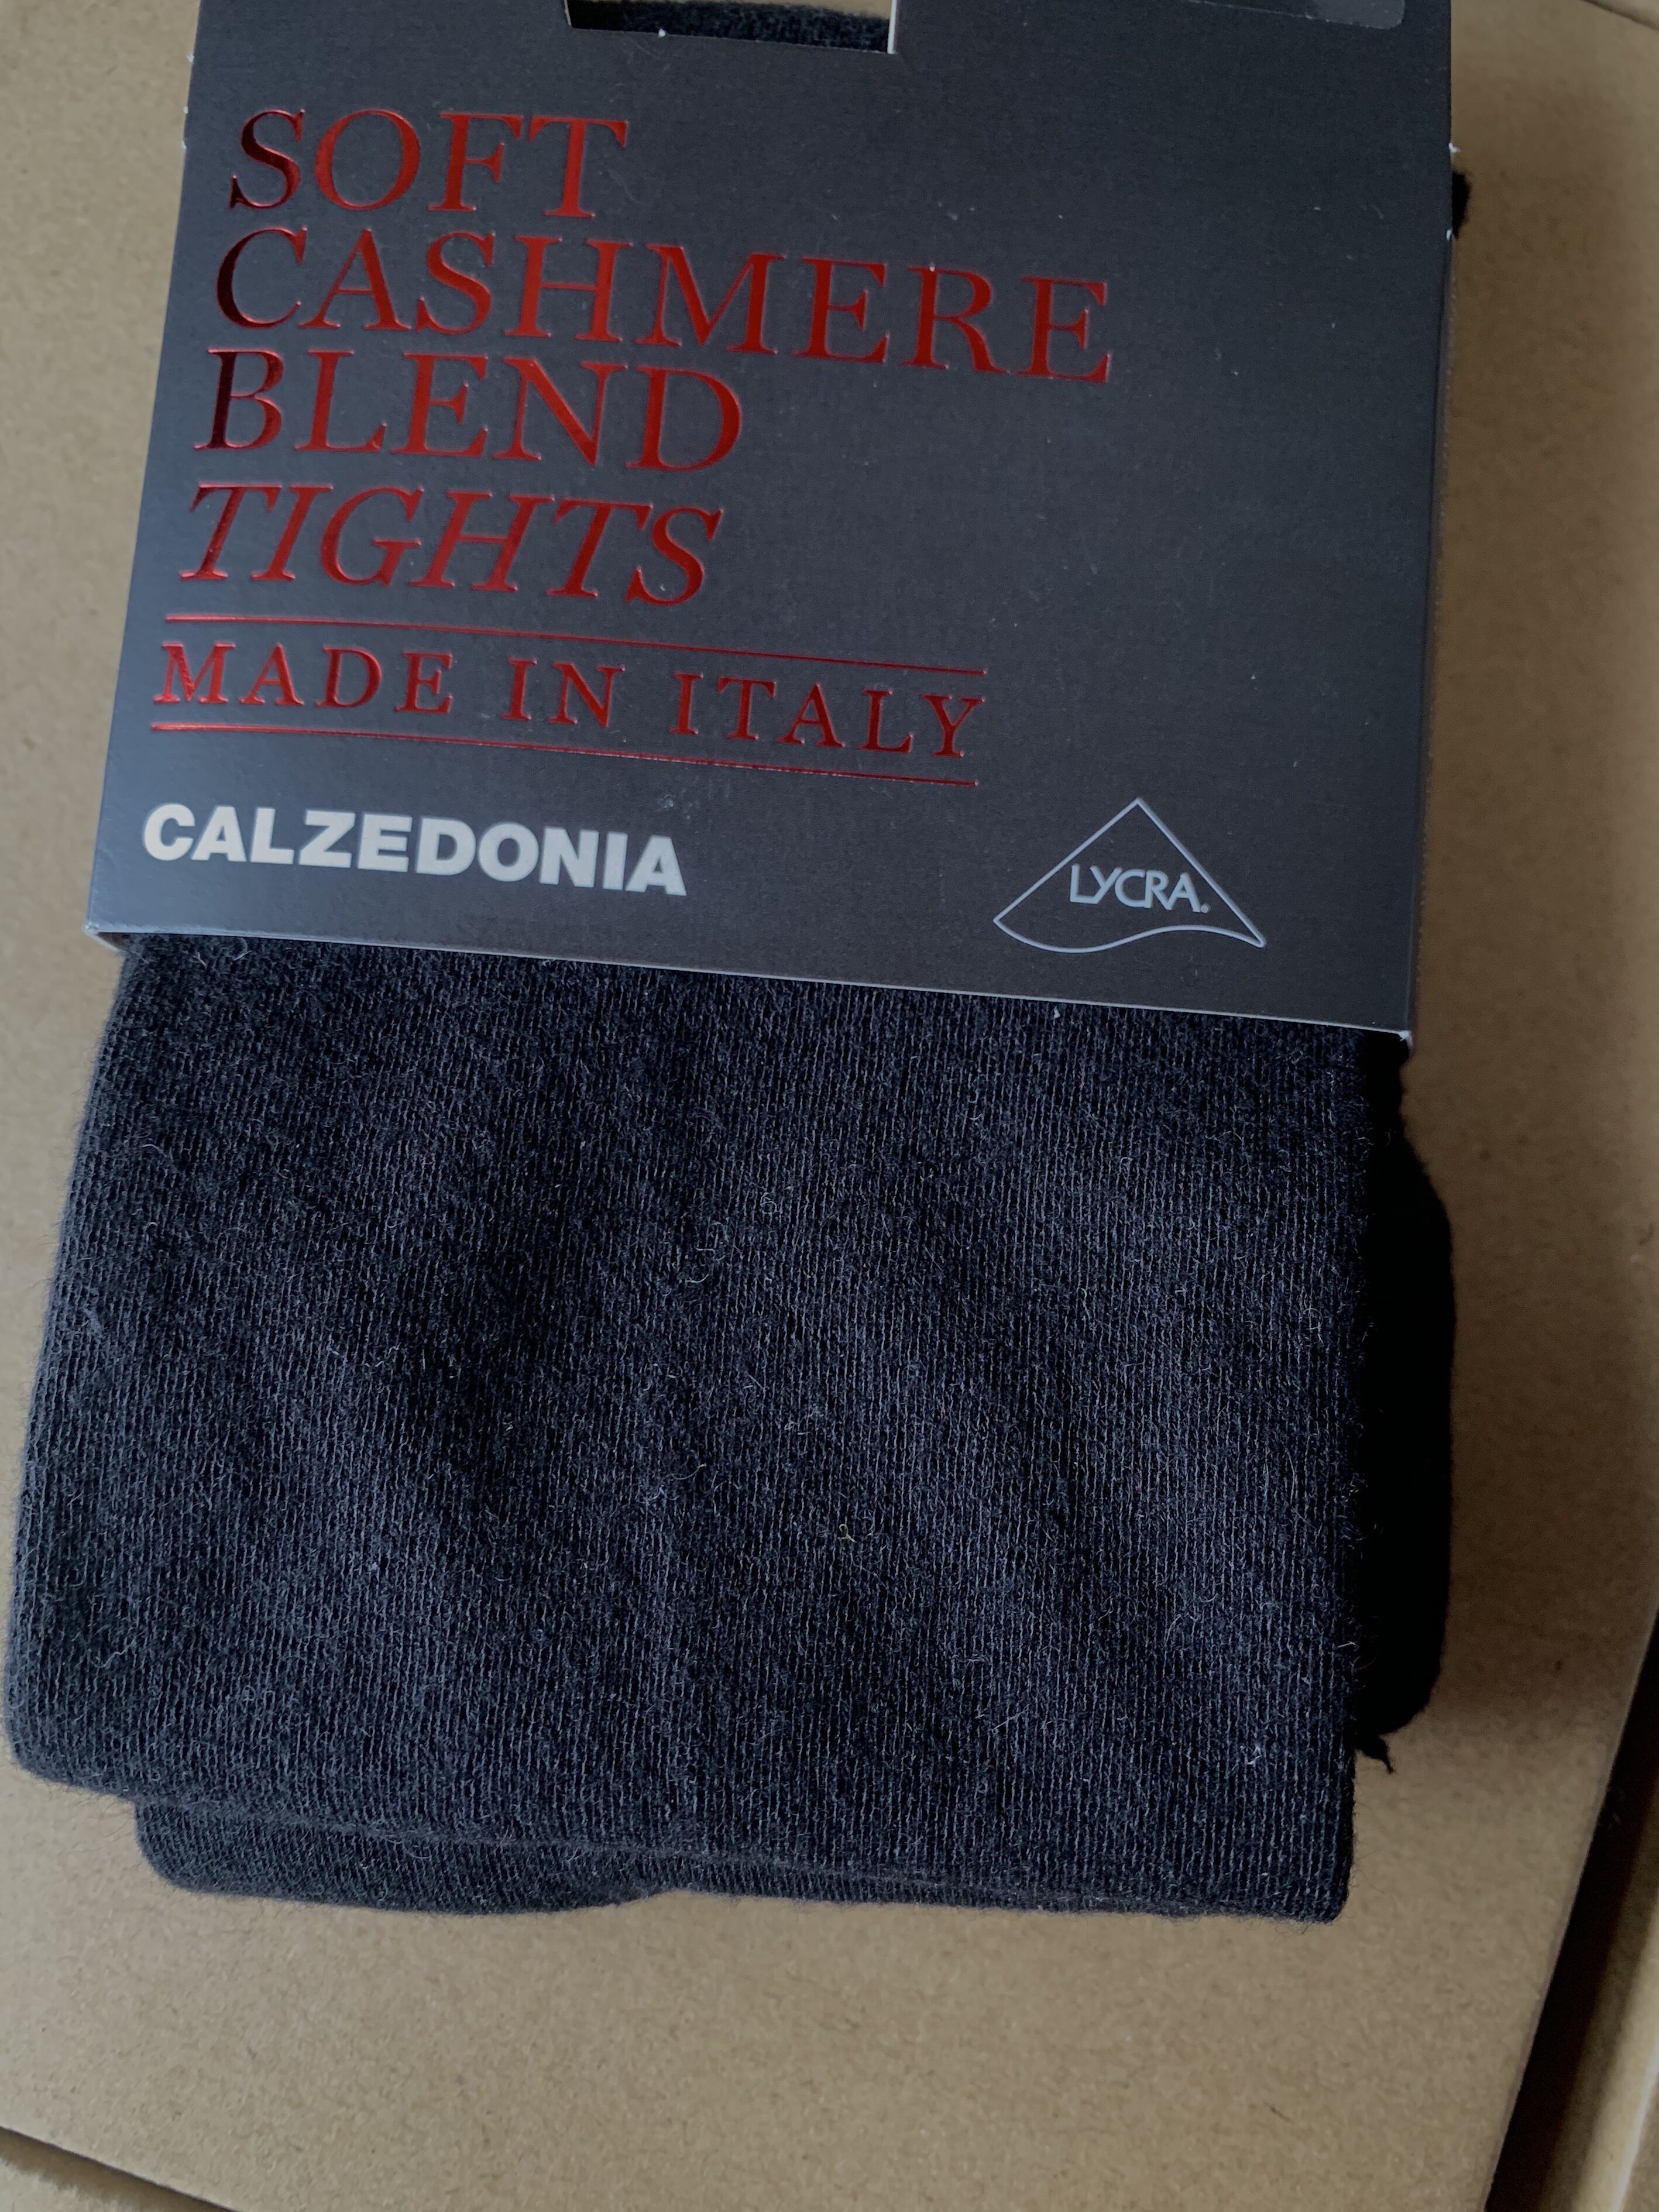 SOFT
CASHMERE
BLEND
TIGHTS
MADE IN ITALY
CALZEDONIA
LYCRA®